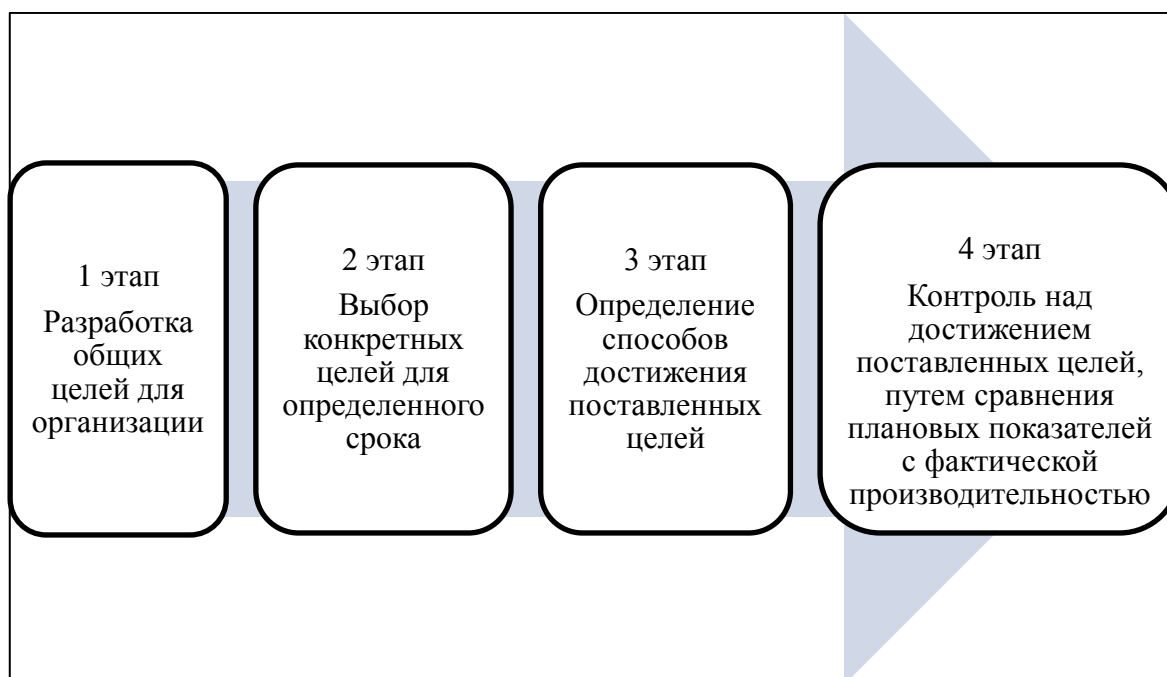 1 этап
Разработка
общих
целей для
организации
2 этап
Выбор
конкретных
целей для
определенного
срока
3 этап
Определение
способов
достижения
поставленных
целей
4 этап
Контроль над
достижением
поставленных целей,
путем сравнения
плановых показателей
с фактической
производительностью